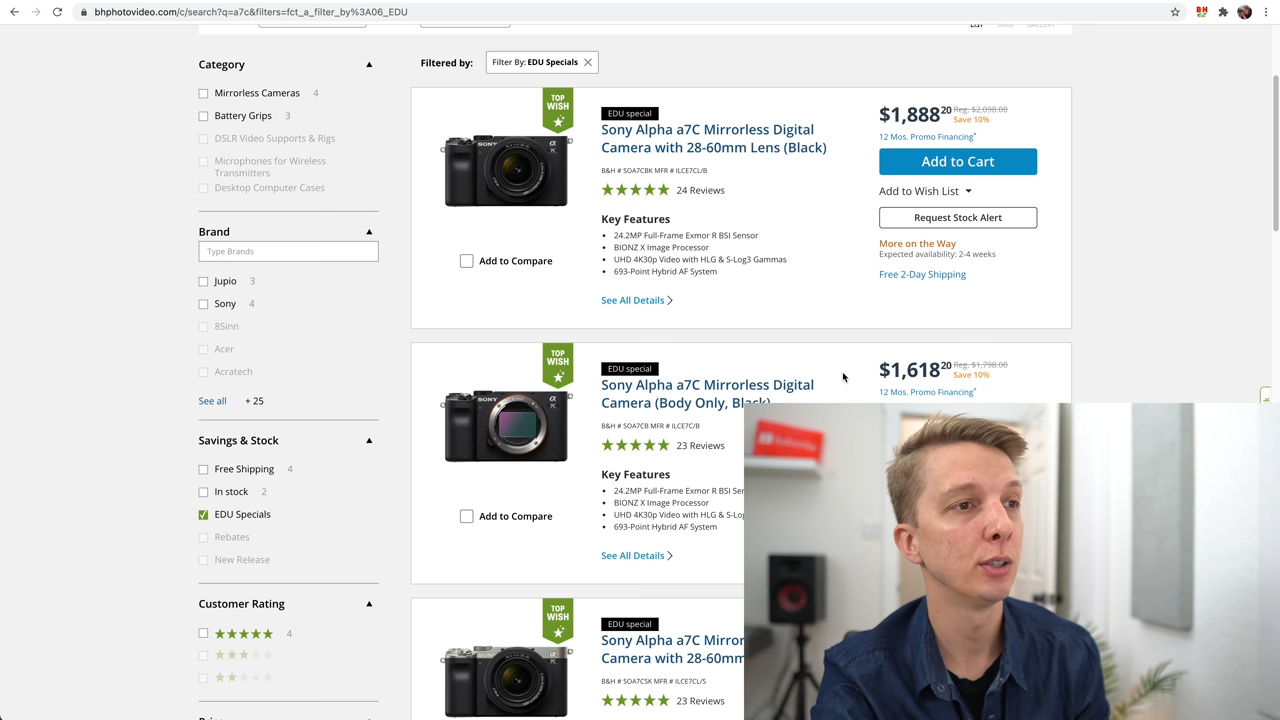 bhphotovideo.com/c/search?q=a7c&filters=fct_a_filter_by%3A06_EDU
LIST GRID GALLERY
Category
Mirrorless Cameras 4
Battery Grips 3
DSLR Video Supports & Rigs
Microphones for Wireless
Transmitters
Desktop Computer Cases
Brand
Type Brands
Jupio 3
Sony 4
8Sinn
Acer
Acratech
See all + 25
Savings & Stock
Free Shipping 4
In stock 2
EDU Specials
Rebates
New Release
Customer Rating
4
Filtered by: Filter By: EDU Specials
TOP
WISH
SONY
α
7C
Add to Compare
EDU special
Sony Alpha a7C Mirrorless Digital
Camera with 28-60mm Lens (Black)
B&H # SOA7CBK MFR # ILCE7CL/B
24 Reviews
Key Features
• 24.2MP Full-Frame Exmor R BSI Sensor
• BIONZ X Image Processor
• UHD 4K30p Video with HLG & S-Log3 Gammas
• 693-Point Hybrid AF System
See All Details
$1,888 20 Reg. $2,098.00
Save 10%
12 Mos. Promo Financing*
Add to Cart
Add to Wish List
Request Stock Alert
More on the Way
Expected availability: 2-4 weeks
Free 2-Day Shipping
TOP
WISH
SONY
α
7C
Add to Compare
EDU special
Sony Alpha a7C Mirrorless Digital
Camera (Body Only, Black)
B&H # SOA7CB MFR # ILCE7C/B
23 Reviews
Key Features
• 24.2MP Full-Frame Exmor R BSI Ser
• BIONZ X Image Processor
• UHD 4K30p Video with HLG & S-Log
• 693-Point Hybrid AF System
See All Details
$1,618 20 Reg. $1,798.00
Save 10%
12 Mos. Promo Financing*
TOP
WISH
SONY
α
7C
EDU special
Sony Alpha a7C Mirror
Camera with 28-60mm
B&H # SOA7CSK MFR # ILCE7CL/S
23 Reviews